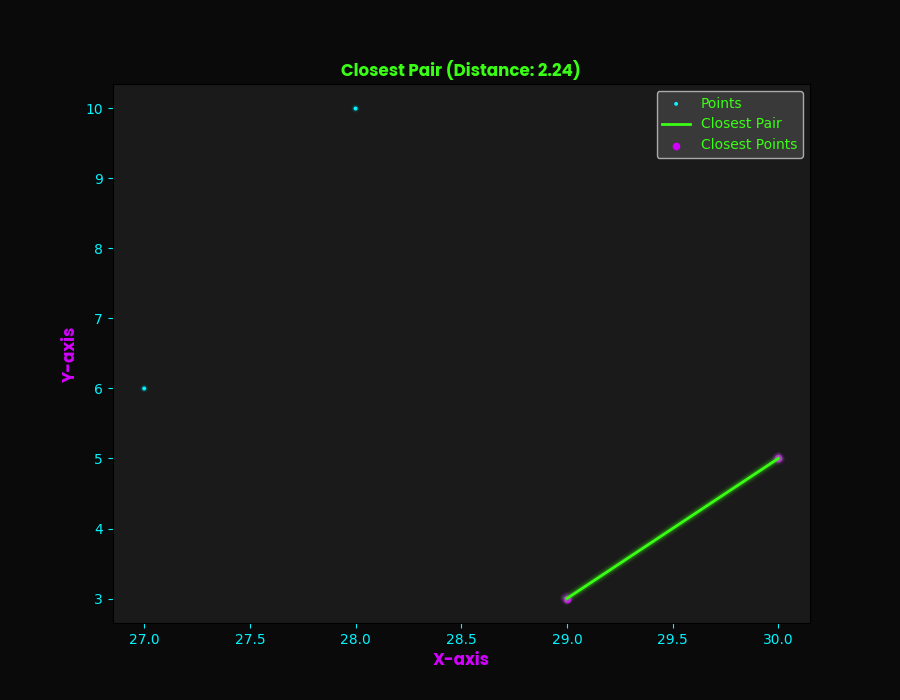 Closest Pair (Distance: 2.24)
Points
Closest Pair
Closest Points
10
9
8
7
6
5
4
3
Y-axis
27.0 27.5 28.0 28.5 29.0 29.5 30.0
X-axis